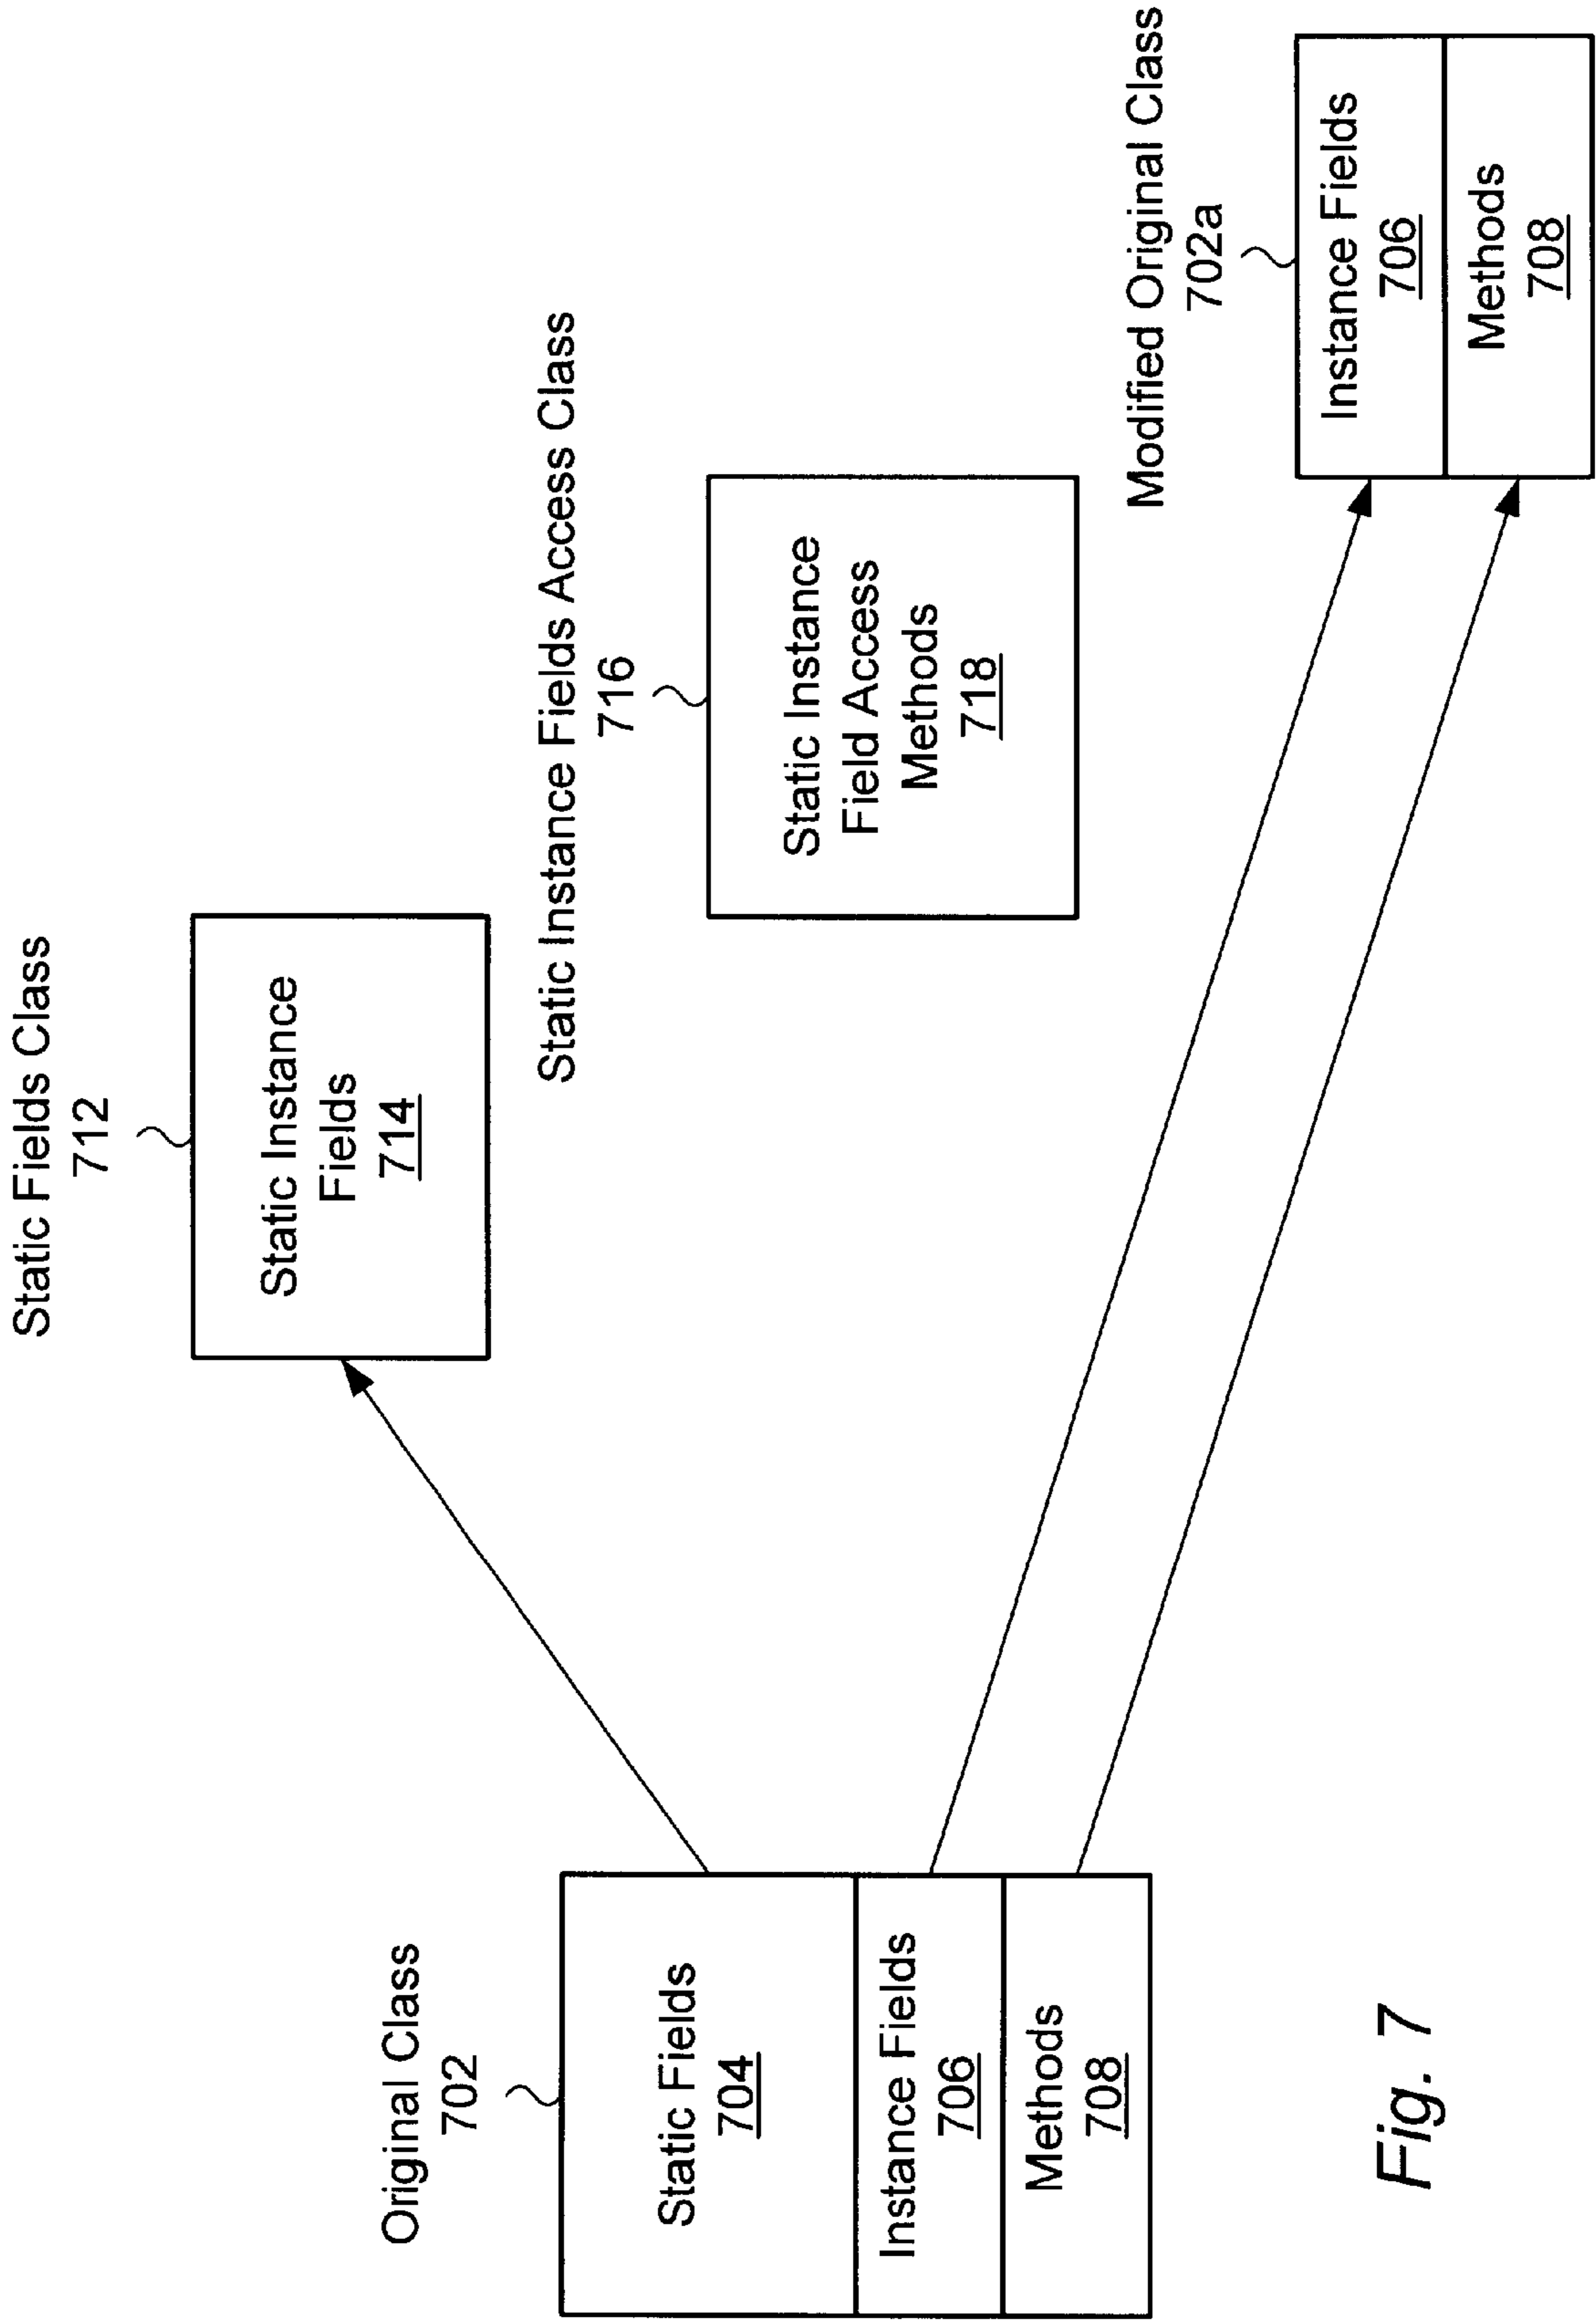 Original Class
702
Static Fields
704
Instance Fields
706
Methods
708
Static Fields Class
712
Static Instance
Fields
714
Static Instance Fields Access Class
716
Static Instance
Field Access
Methods
718
Modified Original Class
702a
Instance Fields
706
Methods
708
Fig. 7